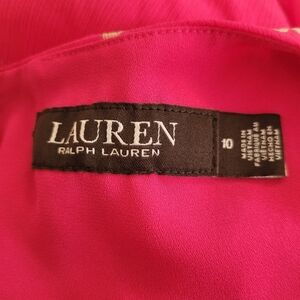 LAUREN
RALPH LAUREN
10
MADE IN
VIETNAM
FABRIQUÉ AU
VIETNAM
HECHO EN
VIETNAM